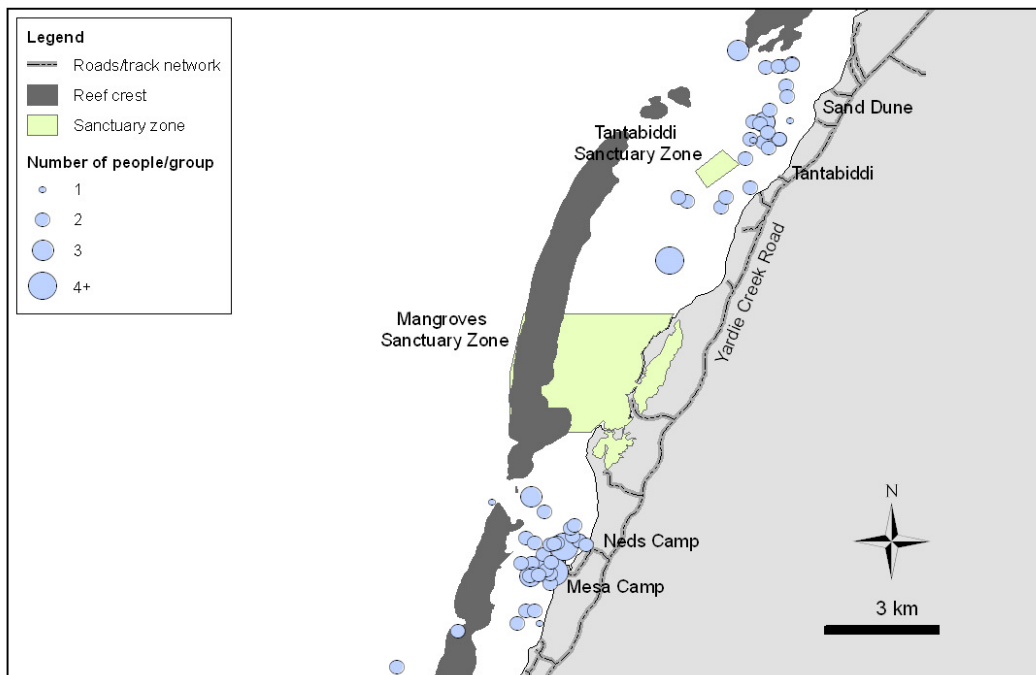 Legend
Roads/track network
Reef crest
Sanctuary zone
Number of people/group
1
2
3
4+
Sand Dune
Tantabiddi
Sanctuary Zone
Tantabiddi
Yardie Creek Road
Mangroves
Sanctuary Zone
N
Neds Camp
Mesa Camp
3 km